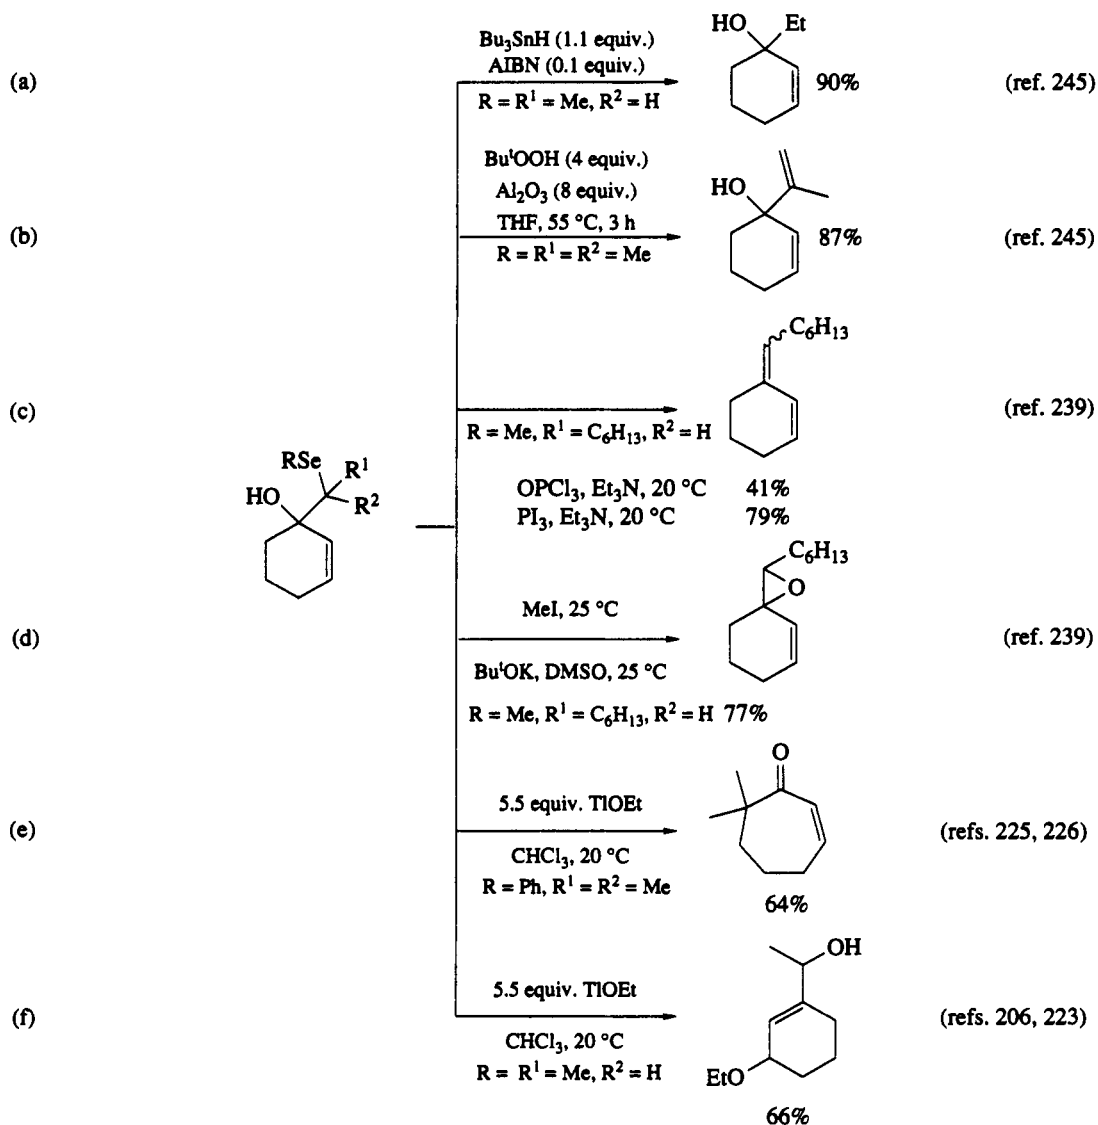 (a)
Bu₃SnH (1.1 equiv.)
AIBN (0.1 equiv.)
R = R¹ = Me, R² = H
HO Et
90%
(ref. 245)
(b)
BuᵗOOH (4 equiv.)
Al₂O₃ (8 equiv.)
THF, 55 °C, 3 h
R = R¹ = R² = Me
HO
87%
(ref. 245)
(c)
R = Me, R¹ = C₆H₁₃, R² = H
C₆H₁₃
(ref. 239)
OPCl₃, Et₃N, 20 °C 41%
PI₃, Et₃N, 20 °C 79%
RSe R¹
HO R²
(d)
MeI, 25 °C
BuᵗOK, DMSO, 25 °C
R = Me, R¹ = C₆H₁₃, R² = H 77%
C₆H₁₃
O
(ref. 239)
(e)
5.5 equiv. TlOEt
CHCl₃, 20 °C
R = Ph, R¹ = R² = Me
O
64%
(refs. 225, 226)
(f)
5.5 equiv. TlOEt
CHCl₃, 20 °C
R = R¹ = Me, R² = H
OH
EtO
66%
(refs. 206, 223)